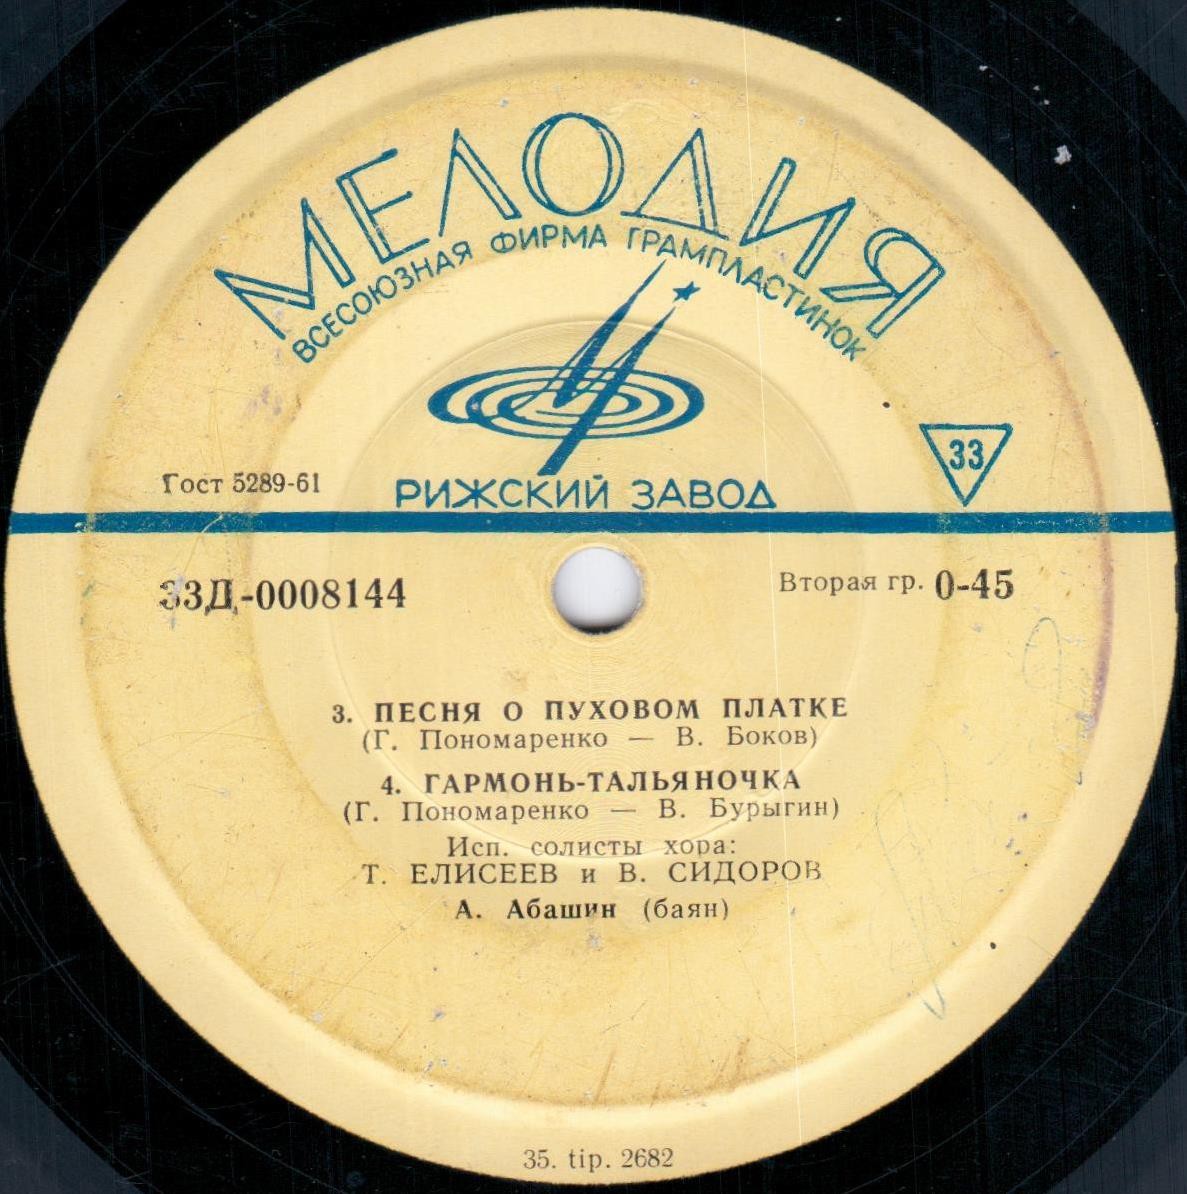 МЕЛОДИЯ
ВСЕСОЮЗНАЯ ФИРМА ГРАМПЛАСТИНОК
33
Гост 5289-61
РИЖСКИЙ ЗАВОД
33Д-0008144
Вторая гр. 0-45
3. ПЕСНЯ О ПУХОВОМ ПЛАТКЕ
(Г. Пономаренко — В. Боков)
4. ГАРМОНЬ-ТАЛЬЯНОЧКА
(Г. Пономаренко — В. Бурыгин)
Исп. солисты хора:
Т. ЕЛИСЕЕВ и В. СИДОРОВ
А. Абашин (баян)
35. tip. 2682